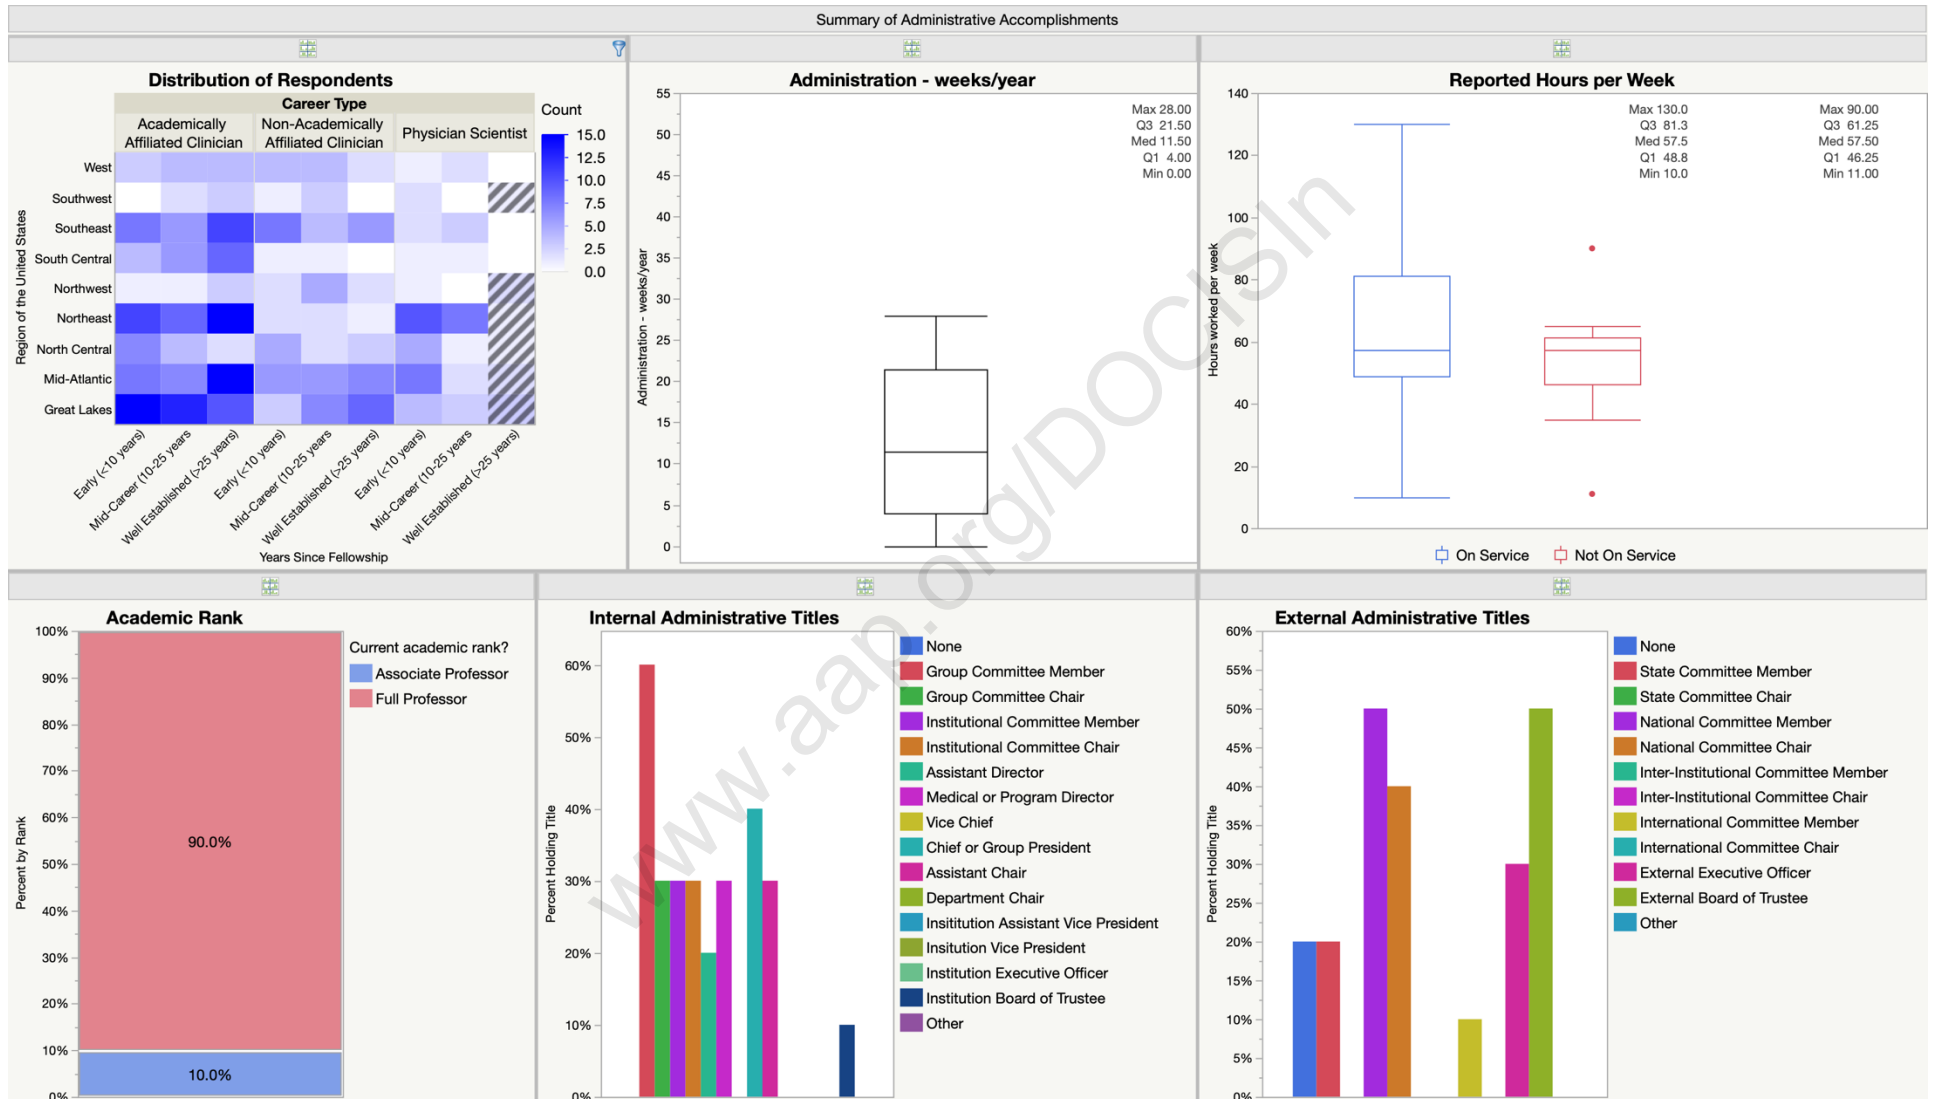 Summary of Administrative Accomplishments
Distribution of Respondents
Career Type
Academically
Affiliated Clinician
Non-Academically
Affiliated Clinician
Physician Scientist
Count
15.0
12.5
10.0
7.5
5.0
2.5
0.0
Region of the United States
West
Southwest
Southeast
South Central
Northwest
Northeast
North Central
Mid-Atlantic
Great Lakes
Early (<10 years)
Mid-Career (10-25 years
Well Established (>25 years)
Early (<10 years)
Mid-Career (10-25 years
Well Established (>25 years)
Early (<10 years)
Mid-Career (10-25 years
Well Established (>25 years)
Years Since Fellowship
Administration - weeks/year
Administration - weeks/year
55
50
45
40
35
30
25
20
15
10
5
0
Max 28.00
Q3 21.50
Med 11.50
Q1 4.00
Min 0.00
Reported Hours per Week
Hours worked per week
140
120
100
80
60
40
20
0
Max 130.0
Q3 81.3
Med 57.5
Q1 48.8
Min 10.0
Max 90.00
Q3 61.25
Med 57.50
Q1 46.25
Min 11.00
On Service
Not On Service
Academic Rank
Percent by Rank
100%
90%
80%
70%
60%
50%
40%
30%
20%
10%
0%
90.0%
10.0%
Current academic rank?
Associate Professor
Full Professor
Internal Administrative Titles
Percent Holding Title
60%
50%
40%
30%
20%
10%
0%
None
Group Committee Member
Group Committee Chair
Institutional Committee Member
Institutional Committee Chair
Assistant Director
Medical or Program Director
Vice Chief
Chief or Group President
Assistant Chair
Department Chair
Insititution Assistant Vice President
Insitution Vice President
Institution Executive Officer
Institution Board of Trustee
Other
External Administrative Titles
Percent Holding Title
60%
55%
50%
45%
40%
35%
30%
25%
20%
15%
10%
5%
0%
None
State Committee Member
State Committee Chair
National Committee Member
National Committee Chair
Inter-Institutional Committee Member
Inter-Institutional Committee Chair
International Committee Member
International Committee Chair
External Executive Officer
External Board of Trustee
Other
www.aap.org/DOCISIn